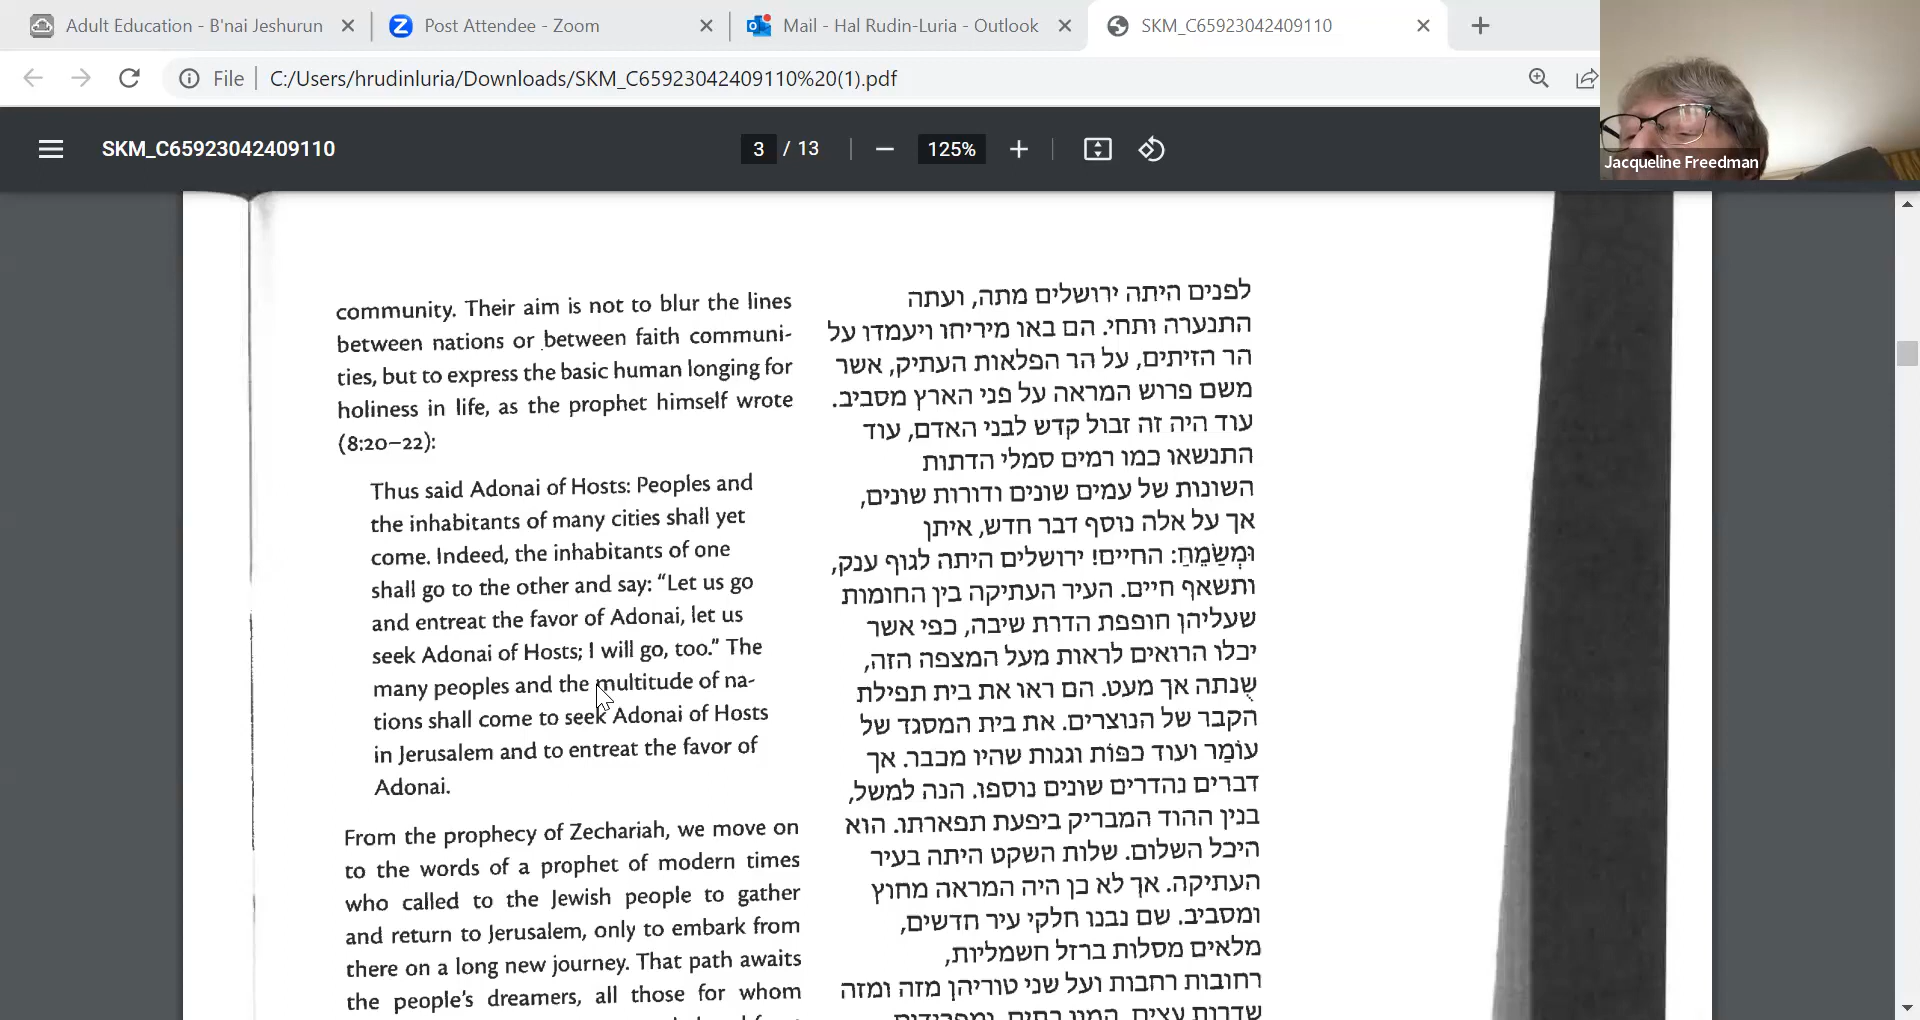 Adult Education - B'nai Jeshurun
Post Attendee - Zoom
Mail - Hal Rudin-Luria - Outlook
SKM_C65923042409110
File
C:/Users/hrudinluria/Downloads/SKM_C65923042409110%20(1).pdf
SKM_C65923042409110
3 / 13
125%
Jacqueline Freedman
community. Their aim is not to blur the lines
between nations or between faith communi-
ties, but to express the basic human longing for
holiness in life, as the prophet himself wrote
(8:20–22):
Thus said Adonai of Hosts: Peoples and
the inhabitants of many cities shall yet
come. Indeed, the inhabitants of one
shall go to the other and say: “Let us go
and entreat the favor of Adonai, let us
seek Adonai of Hosts; I will go, too.” The
many peoples and the multitude of na-
tions shall come to seek Adonai of Hosts
in Jerusalem and to entreat the favor of
Adonai.
From the prophecy of Zechariah, we move on
to the words of a prophet of modern times
who called to the Jewish people to gather
and return to Jerusalem, only to embark from
there on a long new journey. That path awaits
the people’s dreamers, all those for whom
לפנים היתה ירושלים מתה, ועתה
התנערה ותחי. הם באו מיריחו ויעמדו על
הר הזיתים, על הר הפלאות העתיק, אשר
משם פרוש המראה על פני הארץ מסביב.
עוד היה זה זבול קדש לבני האדם, עוד
התנשאו כמו רמים סמלי הדתות
השונות של עמים שונים ודורות שונים,
אך על אלה נוסף דבר חדש, איתן
וּמְשַׂמֵחַ: החיים! ירושלים היתה לגוף ענק,
ותשאף חיים. העיר העתיקה בין החומות
שעליהן חופפת הדרת שיבה, כפי אשר
יכלו הרואים לראות מעל המצפה הזה,
שֻנתה אך מעט. הם ראו את בית תפילת
הקבר של הנוצרים. את בית המסגד של
עוֹמַר ועוד כפּוֹת וגגות שהיו מכבר. אך
דברים נהדרים שונים נוספו. הנה למשל,
בנין ההוד המבריק ביפעת תפארתו. הוא
היכל השלום. שלות השקט היתה בעיר
העתיקה. אך לא כן היה המראה מחוץ
ומסביב. שם נבנו חלקי עיר חדשים,
מלאים מסלות ברזל חשמליות,
רחובות רחבות ועל שני טוריהן מזה ומזה
שדרות עצים, המון בתים,